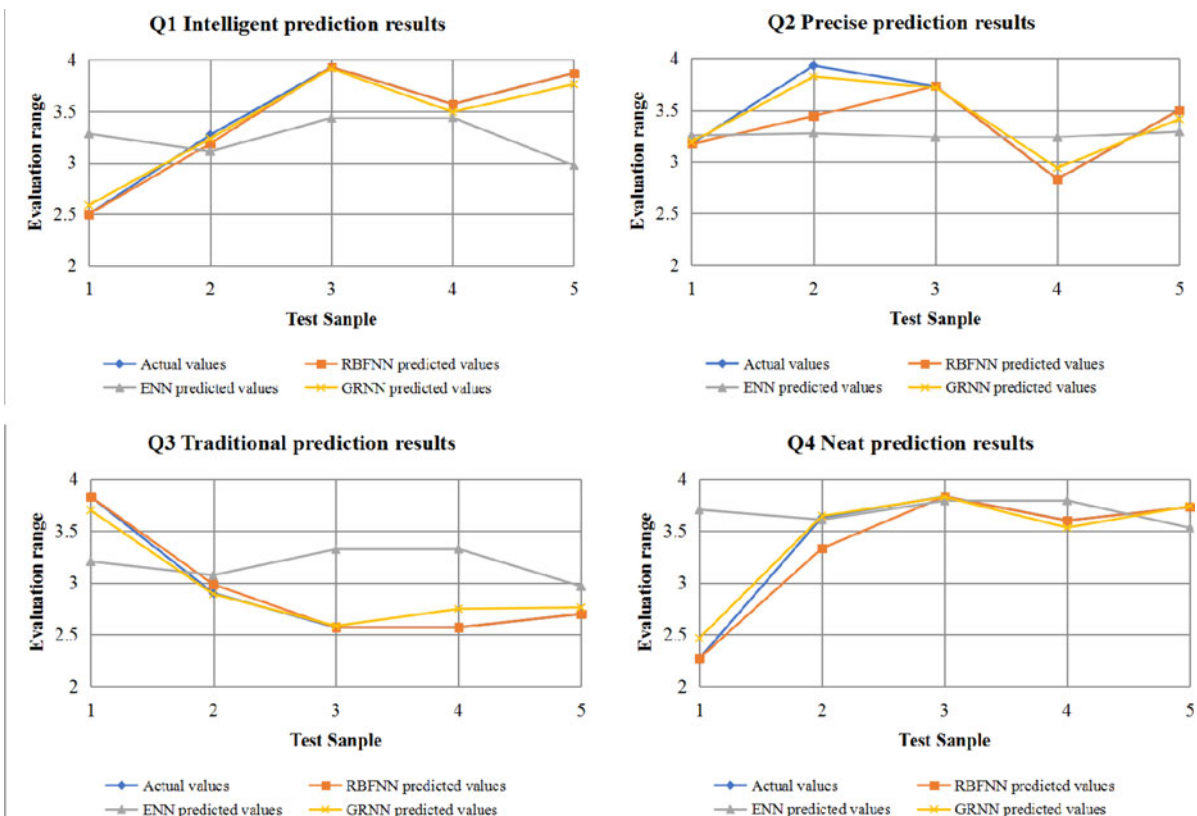 Q1 Intelligent prediction results
Evaluation range
4
3.5
3
2.5
2
1 2 3 4 5
Test Sanple
Actual values RBFNN predicted values
ENN predicted values GRNN predicted values
Q2 Precise prediction results
Evaluation range
4
3.5
3
2.5
2
1 2 3 4 5
Test Sanple
Actual values RBFNN predicted values
ENN predicted values GRNN predicted values
Q3 Traditional prediction results
Evaluation range
4
3.5
3
2.5
2
1 2 3 4 5
Test Sanple
Actual values RBFNN predicted values
ENN predicted values GRNN predicted values
Q4 Neat prediction results
Evaluation range
4
3.5
3
2.5
2
1 2 3 4 5
Test Sanple
Actual values RBFNN predicted values
ENN predicted values GRNN predicted values